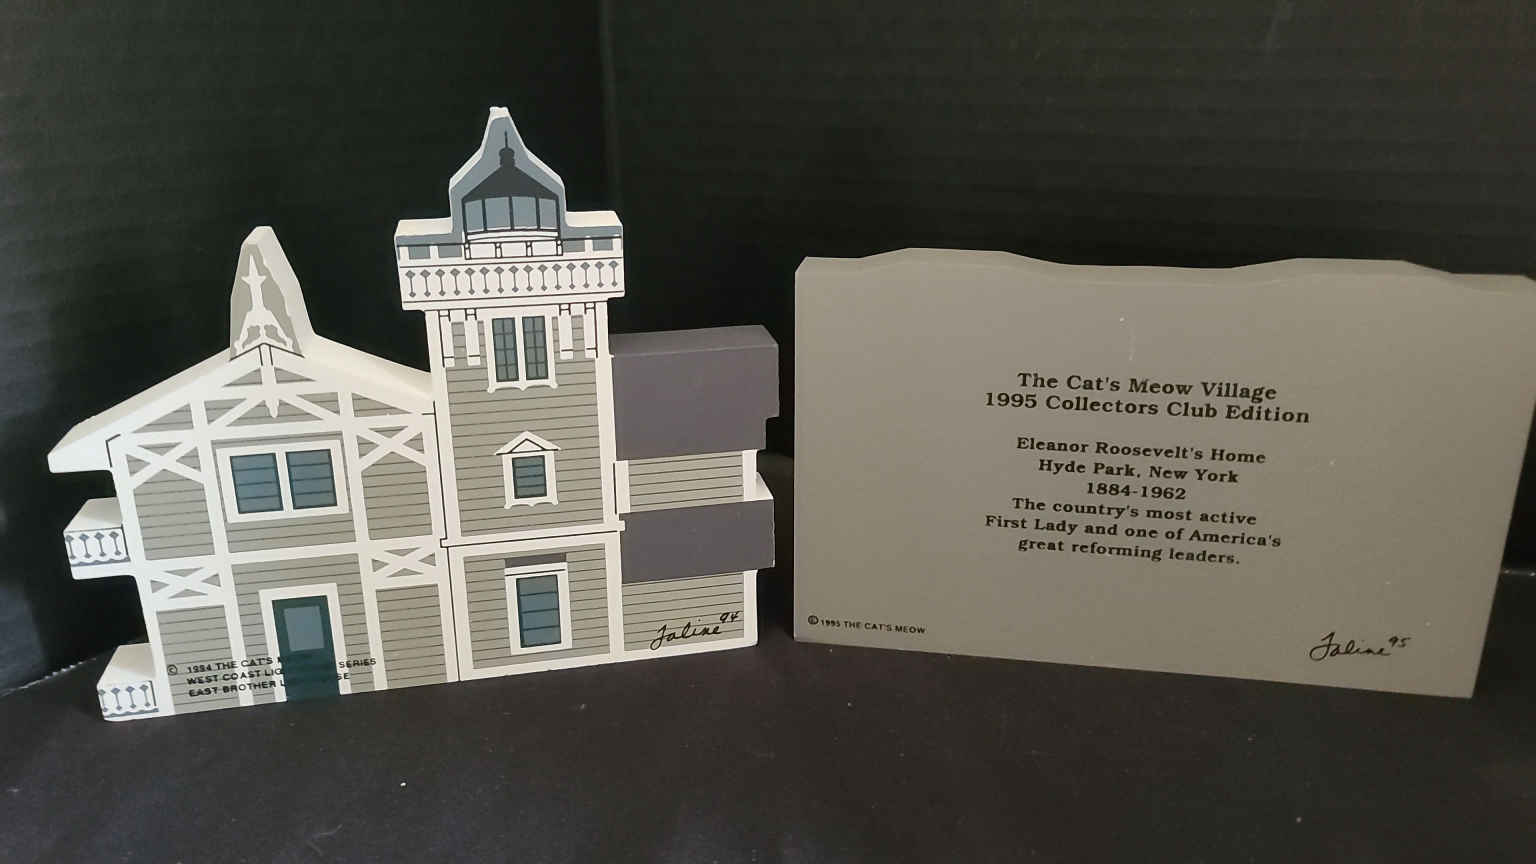 © 1994 THE CAT'S SERIES
WEST COAST
EAST BROTHER
Faline '94
The Cat's Meow Village
1995 Collectors Club Edition
Eleanor Roosevelt's Home
Hyde Park, New York
1884-1962
The country's most active
First Lady and one of America's
great reforming leaders.
© 1995 THE CAT'S MEOW
Faline '95